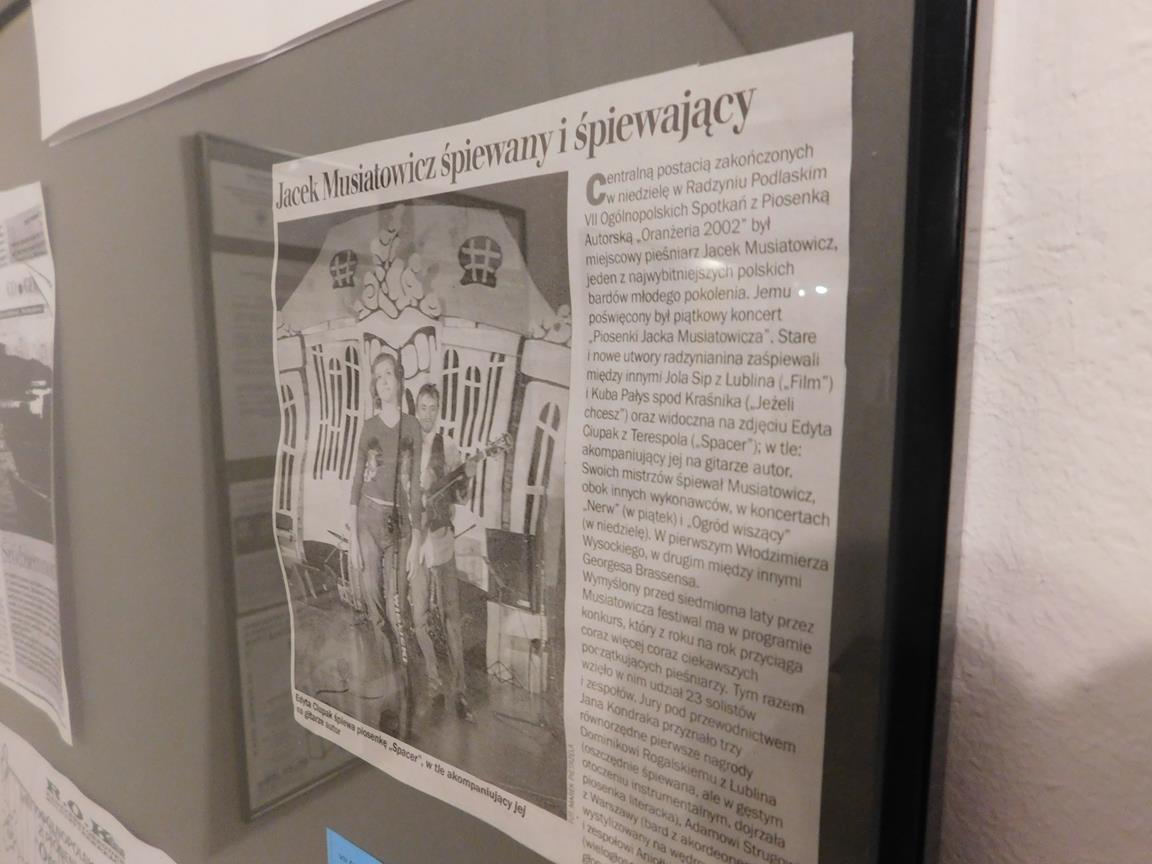 Jacek Musiatowicz śpiewany i śpiewający
Centralną postacią zakończonych
w niedzielę w Radzyniu Podlaskim
VII Ogólnopolskich Spotkań z Piosenką
Autorską „Oranżeria 2002” był
miejscowy pieśniarz Jacek Musiatowicz,
jeden z najwybitniejszych polskich
bardów młodego pokolenia. Jemu
poświęcony był piątkowy koncert
„Piosenki Jacka Musiatowicza”. Stare
i nowe utwory radzynianina zaśpiewali
między innymi Jola Sip z Lublina („Film”)
i Kuba Pałys spod Kraśnika („Jeżeli
chcesz”) oraz widoczna na zdjęciu Edyta
Ciupak z Terespola („Spacer”); w tle:
akompaniujący jej na gitarze autor.
Swoich mistrzów śpiewał Musiatowicz,
obok innych wykonawców, w koncertach
„Nerw” (w piątek) i „Ogród wiszący”
(w niedzielę). W pierwszym Włodzimierza
Wysockiego, w drugim między innymi
Georgesa Brassensa.
Wymyślony przed siedmioma laty przez
Musiatowicza festiwal ma w programie
konkurs, który z roku na rok przyciąga
coraz więcej coraz ciekawszych
początkujących pieśniarzy. Tym razem
wzięło w nim udział 23 solistów
i zespołów. Jury pod przewodnictwem
Jana Kondraka przyznało trzy
równorzędne pierwsze nagrody
Dominikowi Rogalskiemu z Lublina
(oszczędnie śpiewana, ale w gęstym
otoczeniu instrumentalnym, dojrzała
piosenka literacka), Adamowi Strugowi
z Warszawy (bard z akordeonem
wystylizowany na
i zespołowi
Edyta Ciupak śpiewa piosenkę „Spacer”, w tle akompaniujący jej
na gitarze autor
FOT. MAREK PIETRZELA
R.O.K.